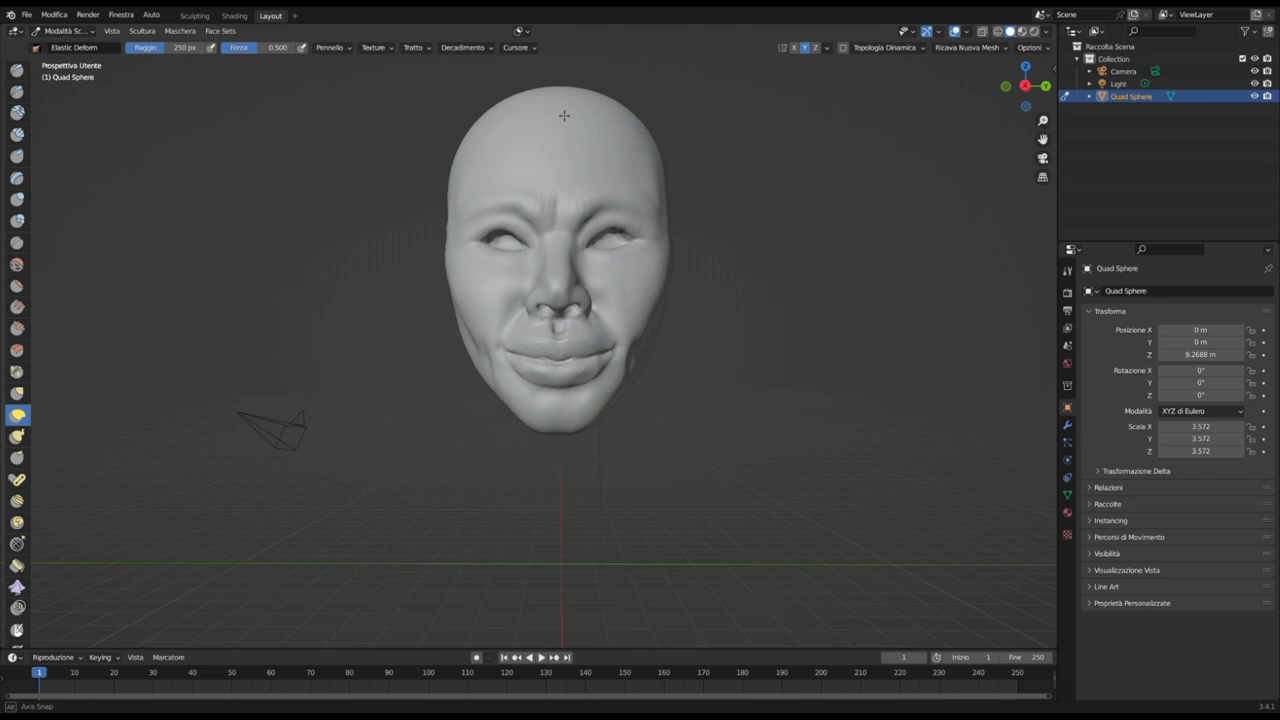 File Modifica Render Finestra Aiuto Sculpting Shading Layout + Scene ViewLayer
Modalità Sc... Vista Scultura Maschera Face Sets
Elastic Deform Raggio 250 px Forza 0.500 Pennello Texture Tratto Decadimento Cursore X Y Z Topologia Dinamica Ricava Nuova Mesh Opzioni
Prospettiva Utente
(1) Quad Sphere
Z
X Y
Raccolta Scena
Collection
Camera
Light
Quad Sphere
Quad Sphere
Quad Sphere
Trasforma
Posizione X 0 m
Y 0 m
Z 9.2688 m
Rotazione X 0°
Y 0°
Z 0°
Modalità XYZ di Eulero
Scala X 3.572
Y 3.572
Z 3.572
Trasformazione Delta
Relazioni
Raccolte
Instancing
Percorsi di Movimento
Visibilità
Visualizzazione Vista
Line Art
Proprietà Personalizzate
Riproduzione Keying Vista Marcatore 1 Inizio 1 Fine 250
1 10 20 30 40 50 60 70 80 90 100 110 120 130 140 150 160 170 180 190 200 210 220 230 240 250
Alt Axis Snap 3.4.1